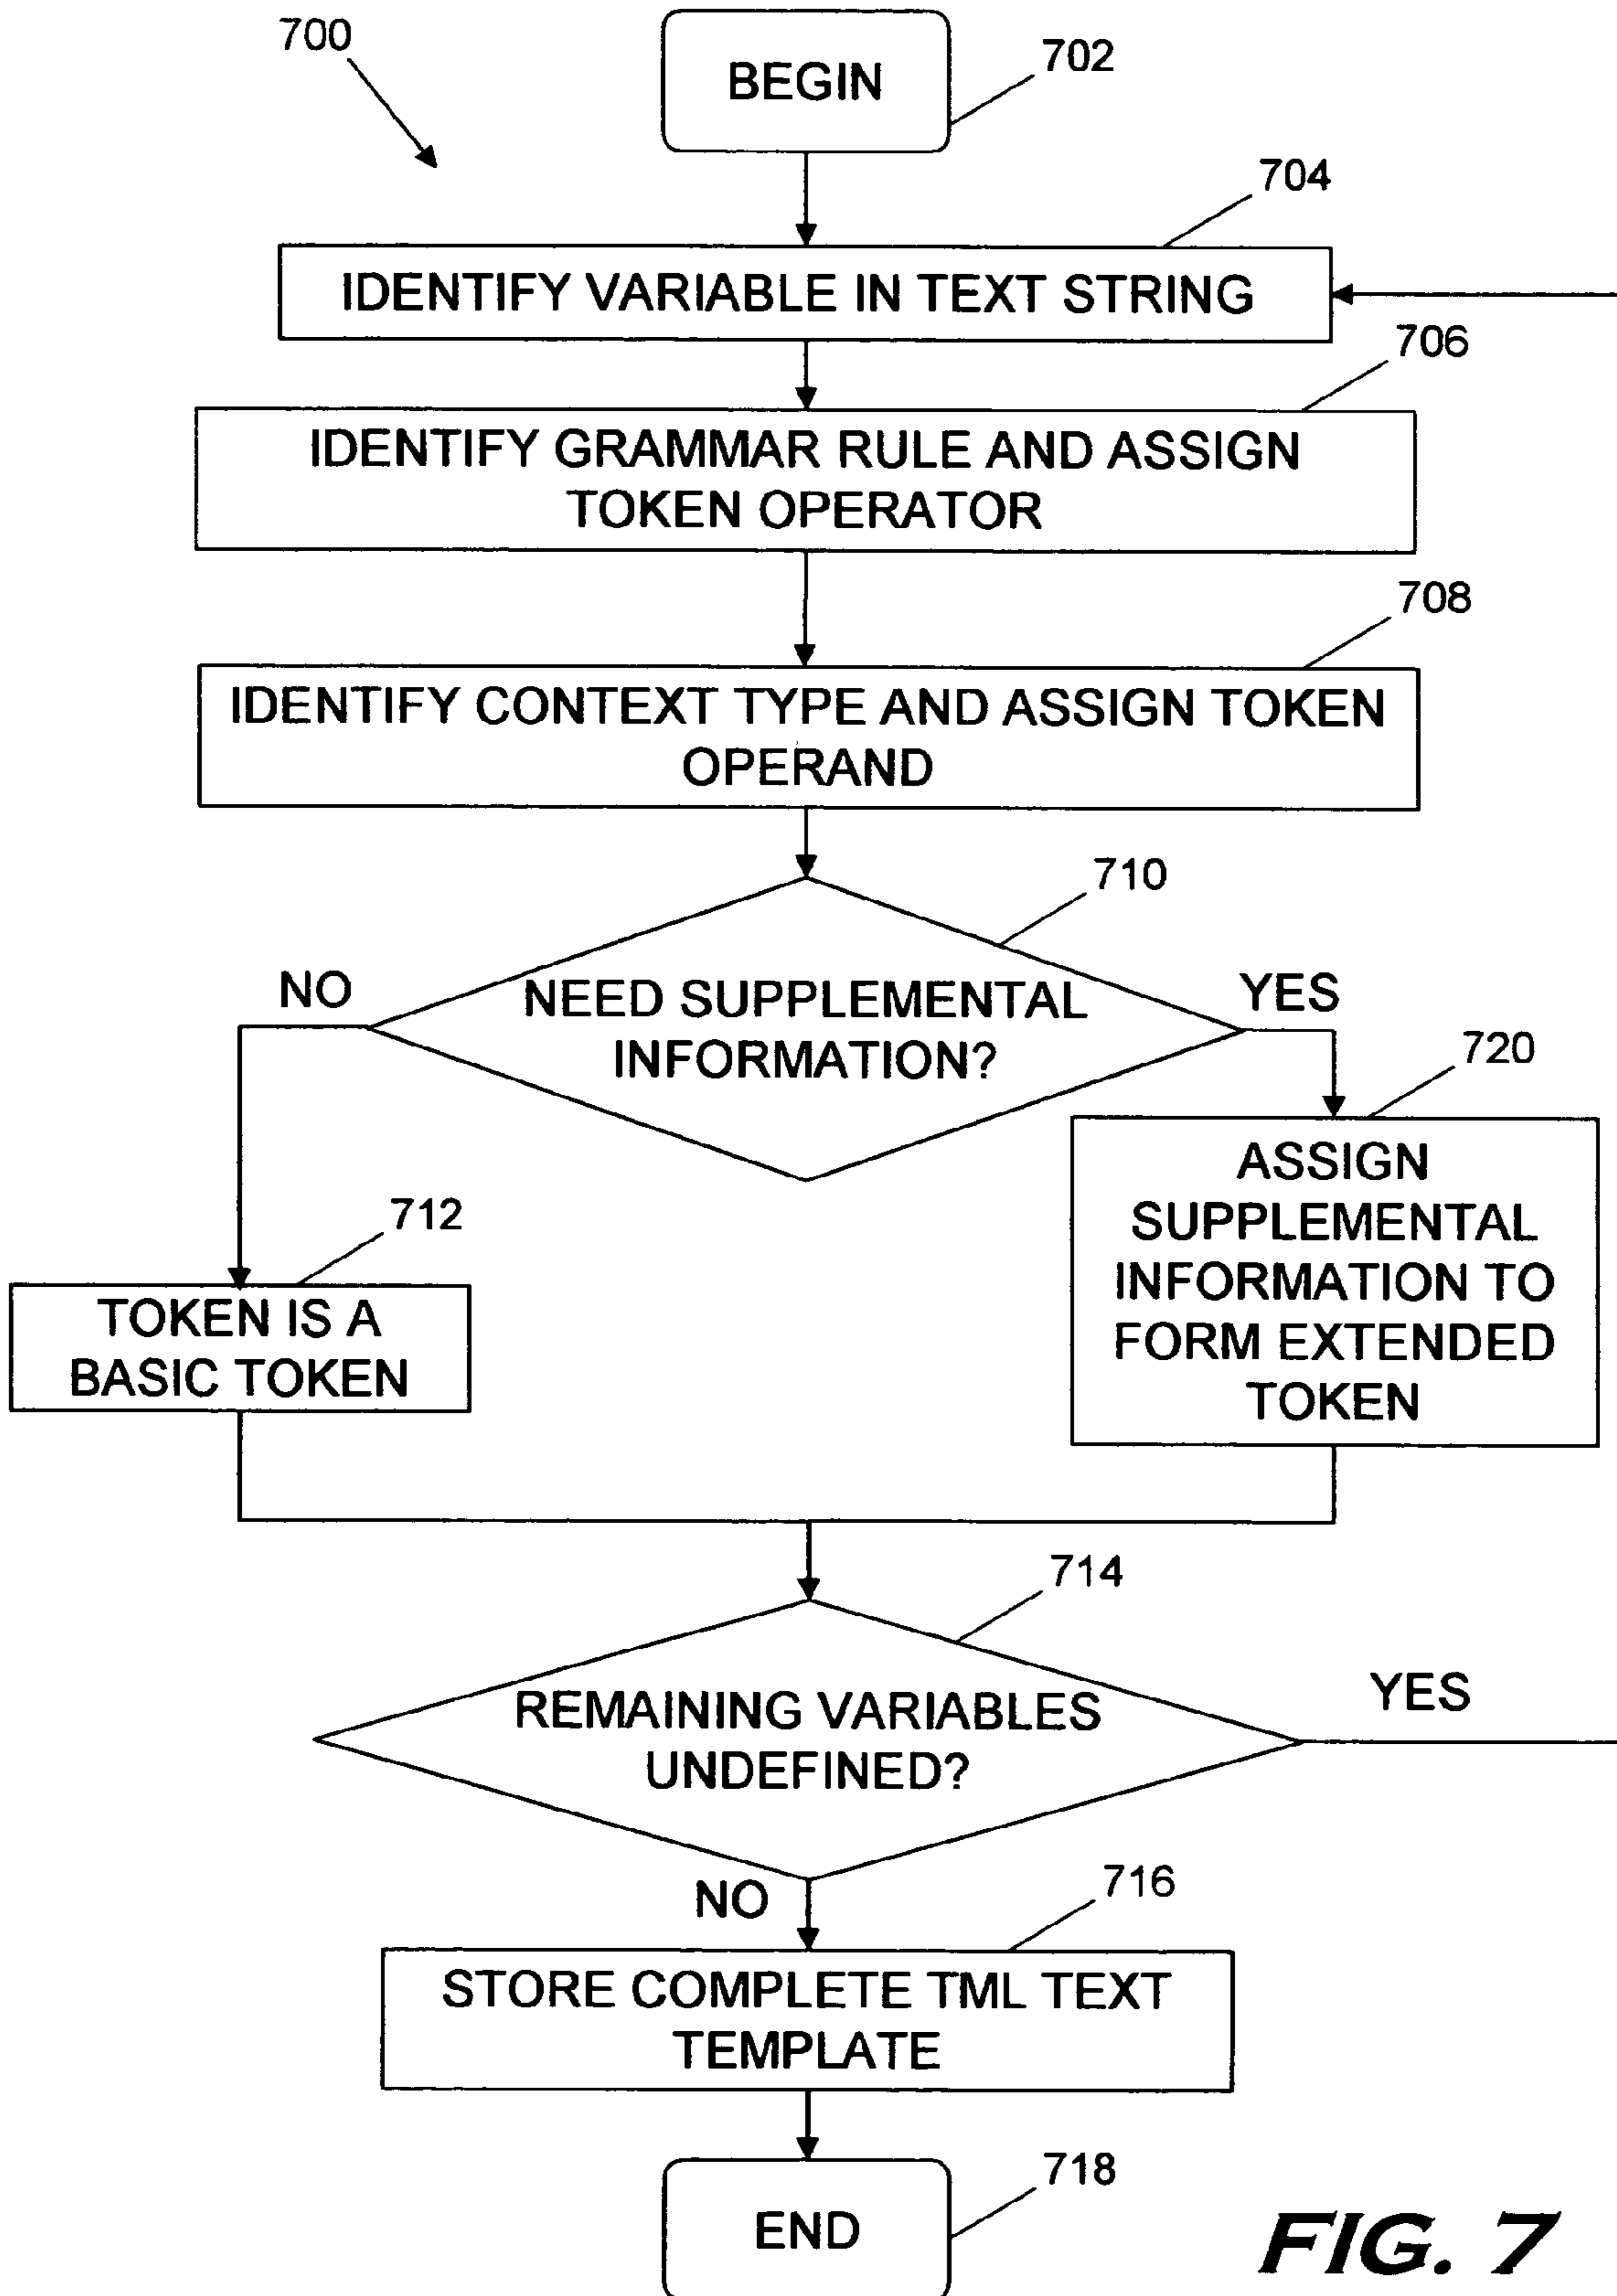 700
BEGIN
702
704
IDENTIFY VARIABLE IN TEXT STRING
706
IDENTIFY GRAMMAR RULE AND ASSIGN
TOKEN OPERATOR
708
IDENTIFY CONTEXT TYPE AND ASSIGN TOKEN
OPERAND
710
NO
NEED SUPPLEMENTAL
INFORMATION?
YES
720
ASSIGN
SUPPLEMENTAL
INFORMATION TO
FORM EXTENDED
TOKEN
712
TOKEN IS A
BASIC TOKEN
714
REMAINING VARIABLES
UNDEFINED?
YES
NO
716
STORE COMPLETE TML TEXT
TEMPLATE
718
END
FIG. 7